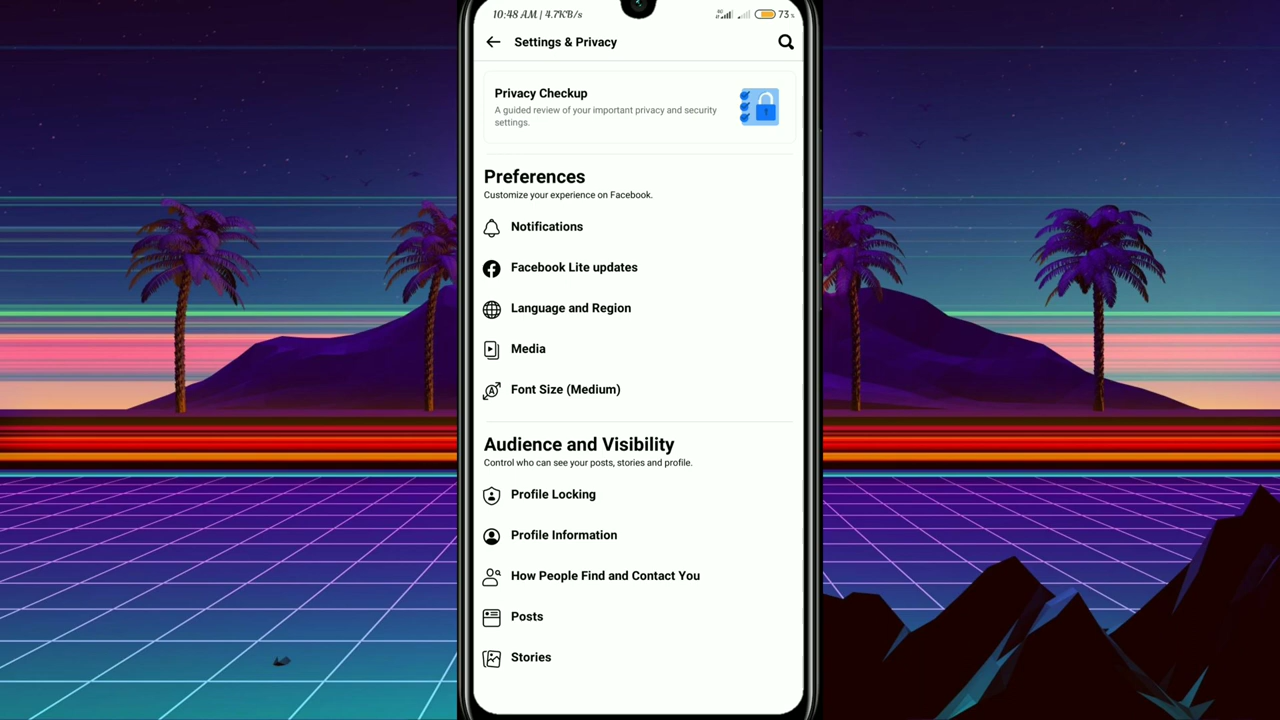 10:48 AM | 4.7KB/s
73%
Settings & Privacy
Privacy Checkup
A guided review of your important privacy and security
settings.
Preferences
Customize your experience on Facebook.
Notifications
Facebook Lite updates
Language and Region
Media
Font Size (Medium)
Audience and Visibility
Control who can see your posts, stories and profile.
Profile Locking
Profile Information
How People Find and Contact You
Posts
Stories